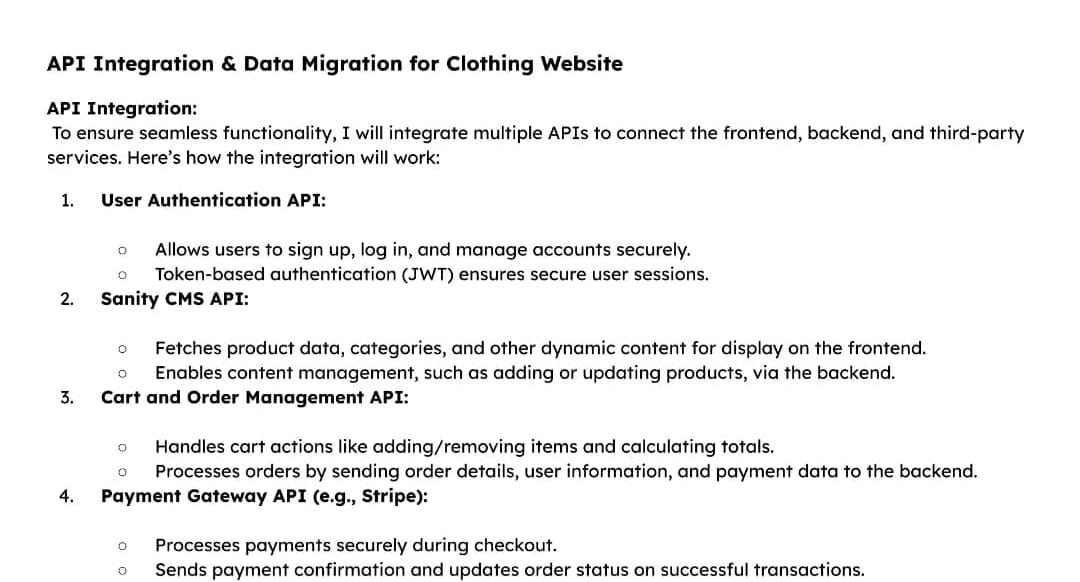 API Integration & Data Migration for Clothing Website
API Integration:
To ensure seamless functionality, I will integrate multiple APIs to connect the frontend, backend, and third-party
services. Here’s how the integration will work:
1. User Authentication API:
○ Allows users to sign up, log in, and manage accounts securely.
○ Token-based authentication (JWT) ensures secure user sessions.
2. Sanity CMS API:
○ Fetches product data, categories, and other dynamic content for display on the frontend.
○ Enables content management, such as adding or updating products, via the backend.
3. Cart and Order Management API:
○ Handles cart actions like adding/removing items and calculating totals.
○ Processes orders by sending order details, user information, and payment data to the backend.
4. Payment Gateway API (e.g., Stripe):
○ Processes payments securely during checkout.
○ Sends payment confirmation and updates order status on successful transactions.